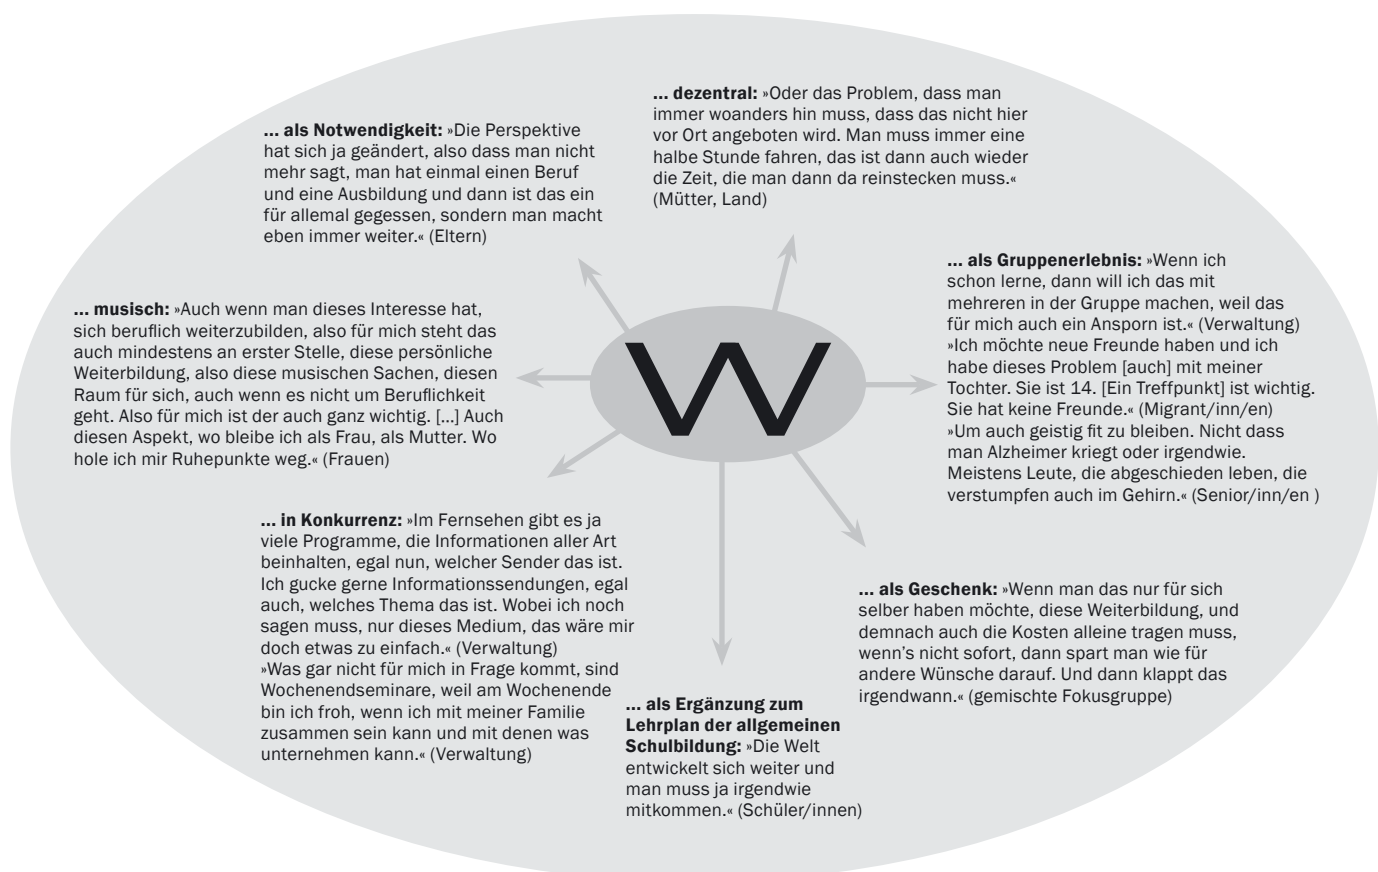 ... dezentral: »Oder das Problem, dass man
immer woanders hin muss, dass das nicht hier
vor Ort angeboten wird. Man muss immer eine
halbe Stunde fahren, das ist dann auch wieder
die Zeit, die man dann da reinstecken muss.«
(Mütter, Land)
... als Notwendigkeit: »Die Perspektive
hat sich ja geändert, also dass man nicht
mehr sagt, man hat einmal einen Beruf
und eine Ausbildung und dann ist das ein
für allemal gegessen, sondern man macht
eben immer weiter.« (Eltern)
... als Gruppenerlebnis: »Wenn ich
schon lerne, dann will ich das mit
mehreren in der Gruppe machen, weil das
für mich auch ein Ansporn ist.« (Verwaltung)
»Ich möchte neue Freunde haben und ich
habe dieses Problem [auch] mit meiner
Tochter. Sie ist 14. [Ein Treffpunkt] ist wichtig.
Sie hat keine Freunde.« (Migrant/inn/en)
»Um auch geistig fit zu bleiben. Nicht dass
man Alzheimer kriegt oder irgendwie.
Meistens Leute, die abgeschieden leben, die
verstumpfen auch im Gehirn.« (Senior/inn/en )
... musisch: »Auch wenn man dieses Interesse hat,
sich beruflich weiterzubilden, also für mich steht das
auch mindestens an erster Stelle, diese persönliche
Weiterbildung, also diese musischen Sachen, diesen
Raum für sich, auch wenn es nicht um Beruflichkeit
geht. Also für mich ist der auch ganz wichtig. [...] Auch
diesen Aspekt, wo bleibe ich als Frau, als Mutter. Wo
hole ich mir Ruhepunkte weg.« (Frauen)
W
... in Konkurrenz: »Im Fernsehen gibt es ja
viele Programme, die Informationen aller Art
beinhalten, egal nun, welcher Sender das ist.
Ich gucke gerne Informationssendungen, egal
auch, welches Thema das ist. Wobei ich noch
sagen muss, nur dieses Medium, das wäre mir
doch etwas zu einfach.« (Verwaltung)
»Was gar nicht für mich in Frage kommt, sind
Wochenendseminare, weil am Wochenende
bin ich froh, wenn ich mit meiner Familie
zusammen sein kann und mit denen was
unternehmen kann.« (Verwaltung)
... als Geschenk: »Wenn man das nur für sich
selber haben möchte, diese Weiterbildung, und
demnach auch die Kosten alleine tragen muss,
wenn's nicht sofort, dann spart man wie für
andere Wünsche darauf. Und dann klappt das
irgendwann.« (gemischte Fokusgruppe)
... als Ergänzung zum
Lehrplan der allgemeinen
Schulbildung: »Die Welt
entwickelt sich weiter und
man muss ja irgendwie
mitkommen.« (Schüler/innen)